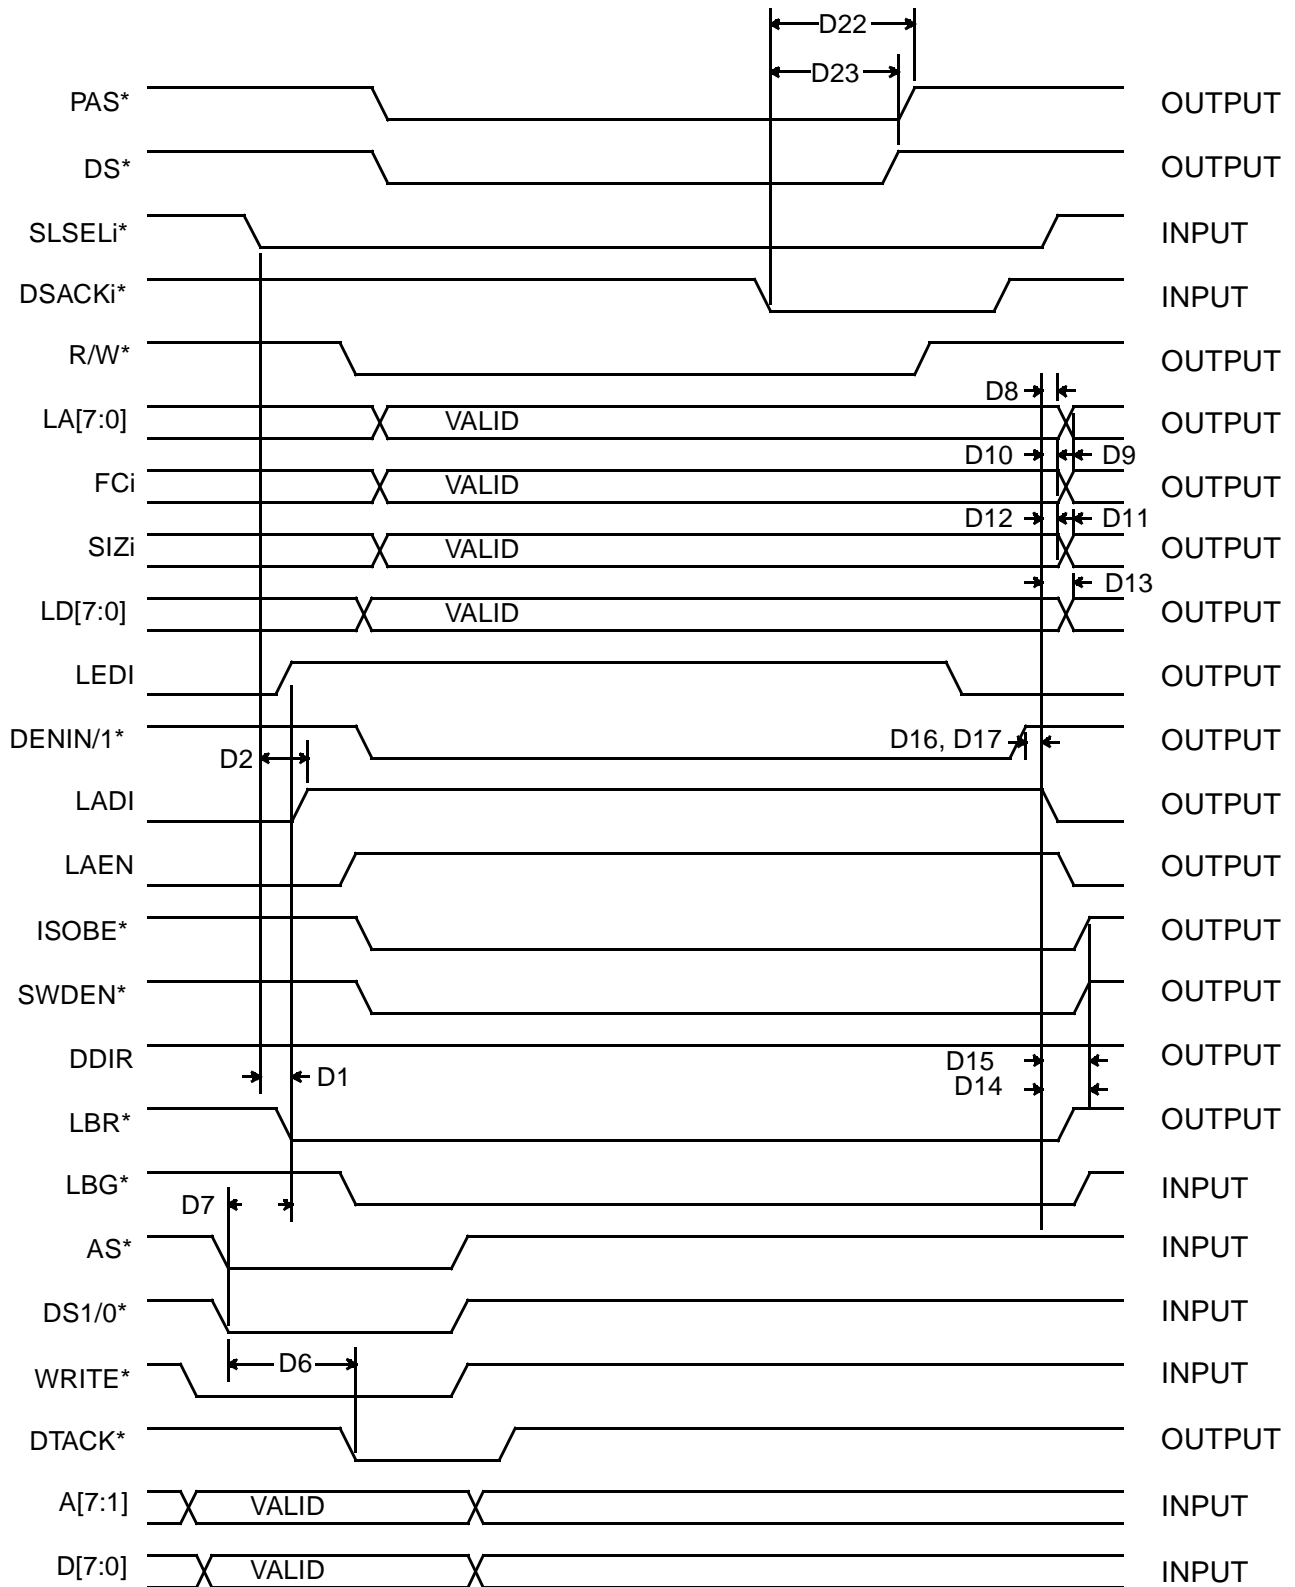 D22
D23
PAS* OUTPUT
DS* OUTPUT
SLSELi* INPUT
DSACKi* INPUT
R/W* OUTPUT
D8
LA[7:0] VALID OUTPUT
D10 D9
FCi VALID OUTPUT
D12 D11
SIZi VALID OUTPUT
D13
LD[7:0] VALID OUTPUT
LEDI OUTPUT
DENIN/1* D16, D17 OUTPUT
D2
LADI OUTPUT
LAEN OUTPUT
ISOBE* OUTPUT
SWDEN* OUTPUT
DDIR D15 OUTPUT
D1 D14
LBR* OUTPUT
LBG* INPUT
D7
AS* INPUT
DS1/0* INPUT
D6
WRITE* INPUT
DTACK* OUTPUT
A[7:1] VALID INPUT
D[7:0] VALID INPUT